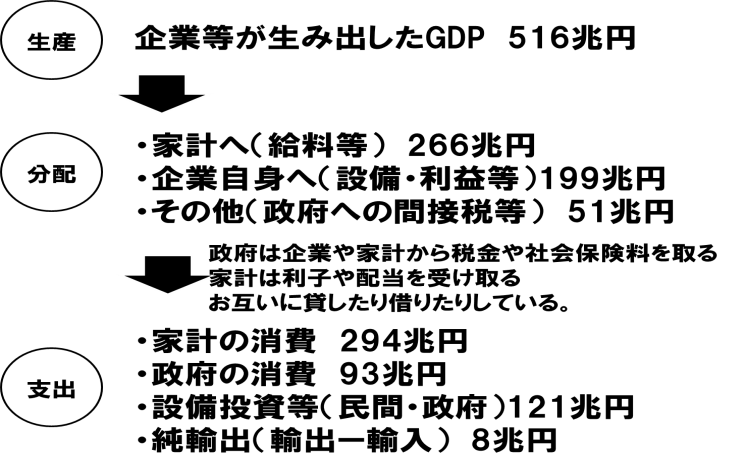 生産
企業等が生み出したGDP 516兆円
分配
・家計へ(給料等) 266兆円
・企業自身へ(設備・利益等)199兆円
・その他(政府への間接税等) 51兆円
政府は企業や家計から税金や社会保険料を取る
家計は利子や配当を受け取る
お互いに貸したり借りたりしている。
支出
・家計の消費 294兆円
・政府の消費 93兆円
・設備投資等(民間・政府)121兆円
・純輸出(輸出ー輸入) 8兆円